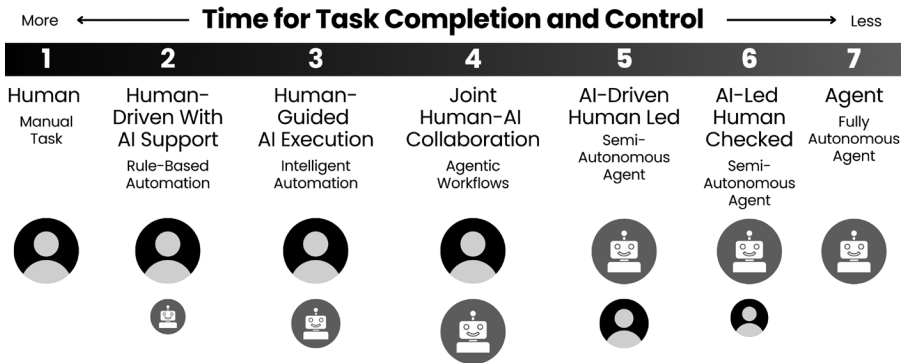 More Time for Task Completion and Control Less
1 2 3 4 5 6 7
Human
Manual
Task
Human-
Driven With
AI Support
Rule-Based
Automation
Human-
Guided
AI Execution
Intelligent
Automation
Joint
Human-AI
Collaboration
Agentic
Workflows
AI-Driven
Human Led
Semi-
Autonomous
Agent
AI-Led
Human
Checked
Semi-
Autonomous
Agent
Agent
Fully
Autonomous
Agent